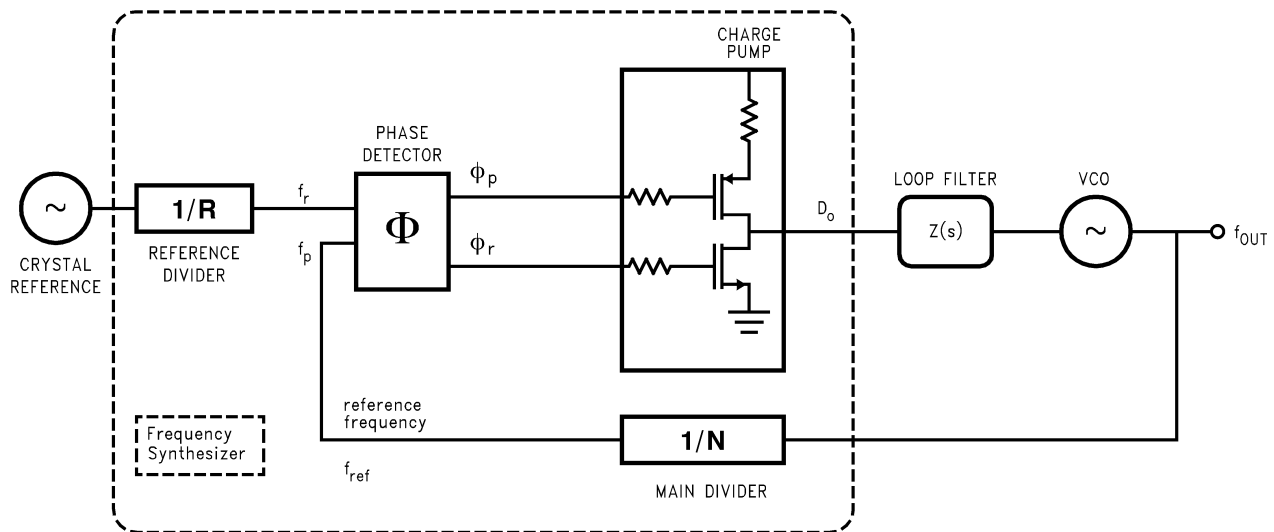 CHARGE
PUMP
PHASE
DETECTOR
ϕp
LOOP FILTER
VCO
~
1/R
fr
Φ
Do
Z(s)
~
fOUT
fp
ϕr
REFERENCE
DIVIDER
CRYSTAL
REFERENCE
reference
frequency
fref
1/N
MAIN DIVIDER
Frequency
Synthesizer